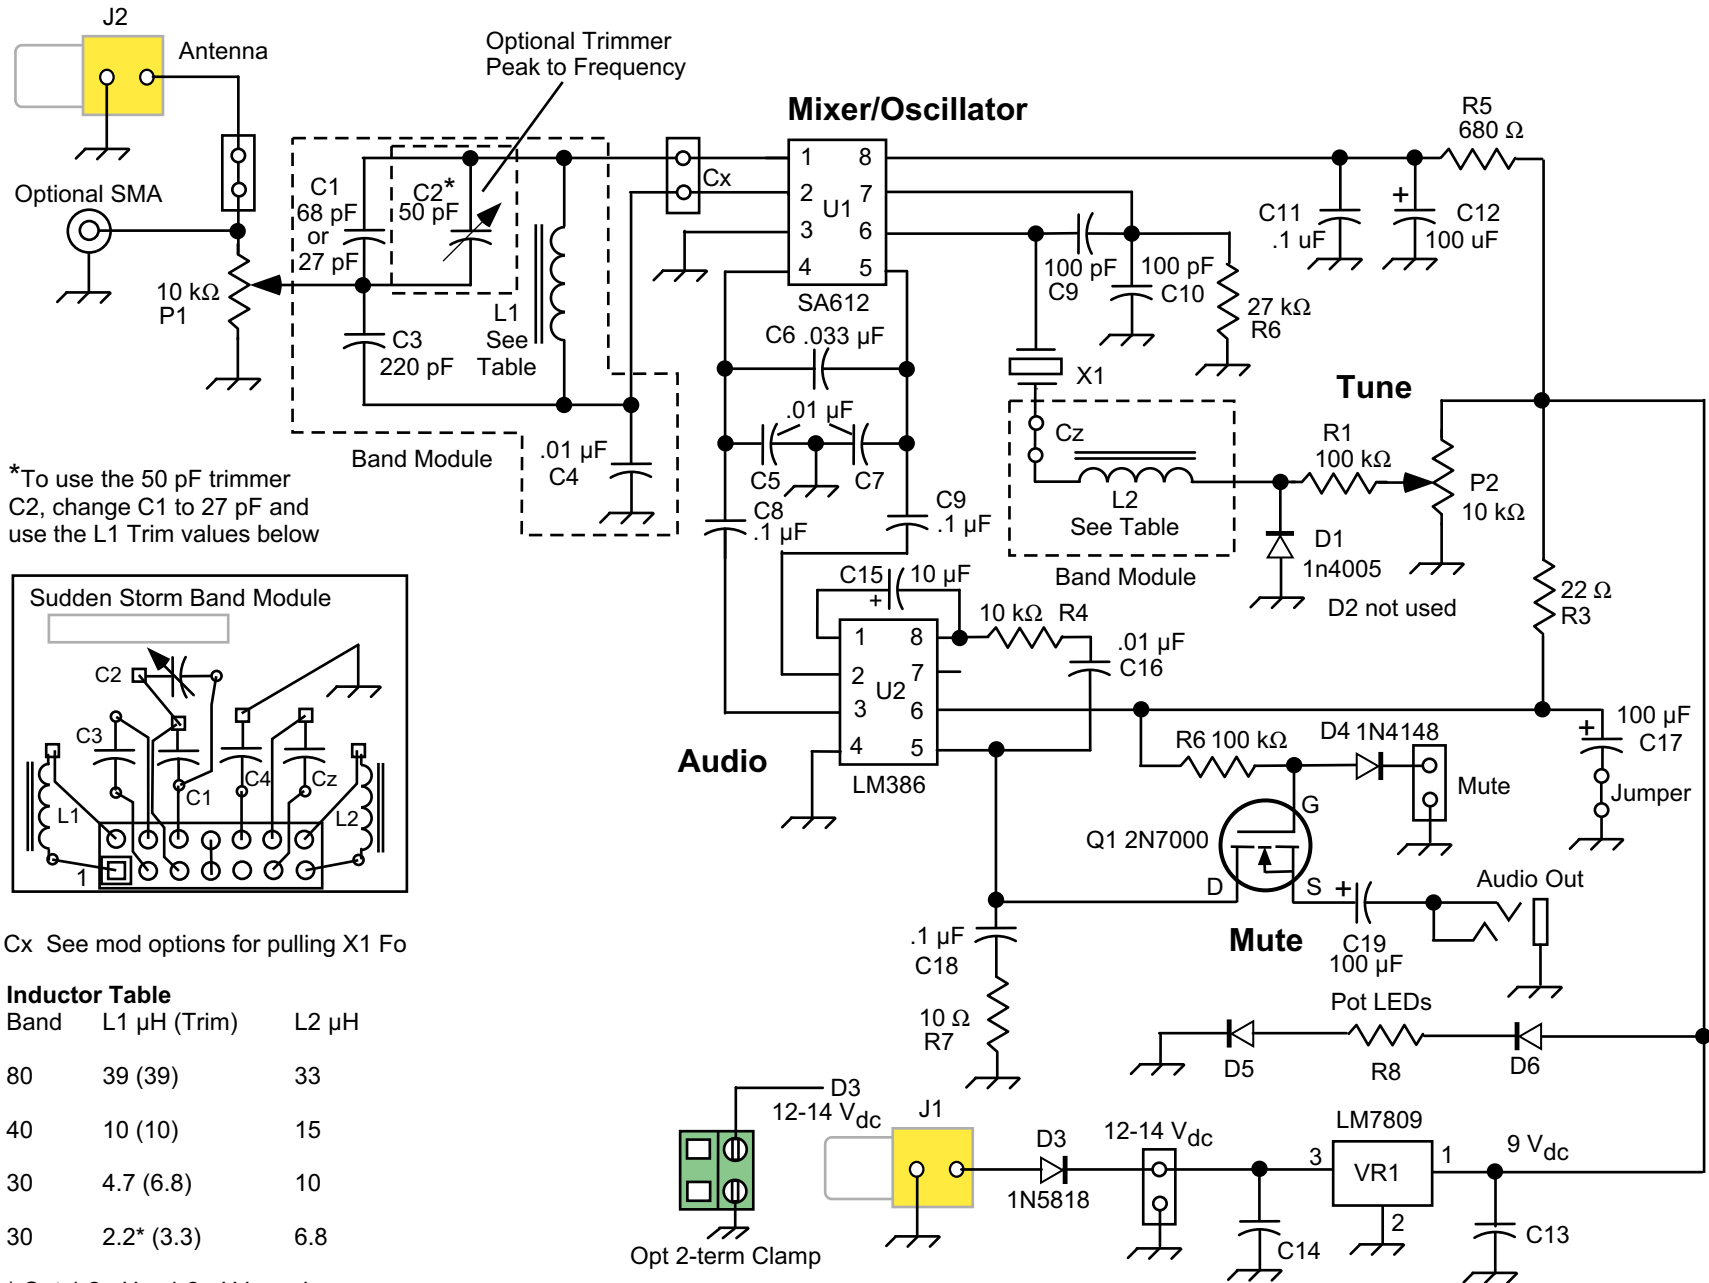 J2
Antenna
Optional Trimmer
Peak to Frequency
Mixer/Oscillator
R5
680 Ω
Optional SMA
10 kΩ
P1
C1
68 pF
or
27 pF
C2*
50 pF
L1
See
Table
C3
220 pF
Band Module
.01 µF
C4
Cx
1
2
3
4
8
7
6
5
U1
SA612
C6 .033 µF
.01 µF
C5
C7
C8
.1 µF
C9
.1 µF
100 pF
C9
100 pF
C10
27 kΩ
R6
C11
.1 uF
+
C12
100 uF
X1
Cz
L2
See Table
Band Module
Tune
R1
100 kΩ
P2
10 kΩ
D1
1n4005
D2 not used
22 Ω
R3
*To use the 50 pF trimmer
C2, change C1 to 27 pF and
use the L1 Trim values below
Sudden Storm Band Module
C2
C3
C1
C4
Cz
L1
L2
1
C15
10 µF
+
1
2
3
4
8
7
6
5
U2
LM386
Audio
10 kΩ R4
.01 µF
C16
R6 100 kΩ
D4 1N4148
Mute
+
100 µF
C17
Jumper
Q1 2N7000
G
D
S
Mute
+
C19
100 µF
Audio Out
.1 µF
C18
10 Ω
R7
Pot LEDs
D5
R8
D6
Cx See mod options for pulling X1 Fo
Inductor Table
Band L1 µH (Trim) L2 µH
80 39 (39) 33
40 10 (10) 15
30 4.7 (6.8) 10
30 2.2* (3.3) 6.8
D3
12-14 Vdc
Opt 2-term Clamp
J1
D3
1N5818
12-14 Vdc
C14
LM7809
3
VR1
1
2
9 Vdc
C13